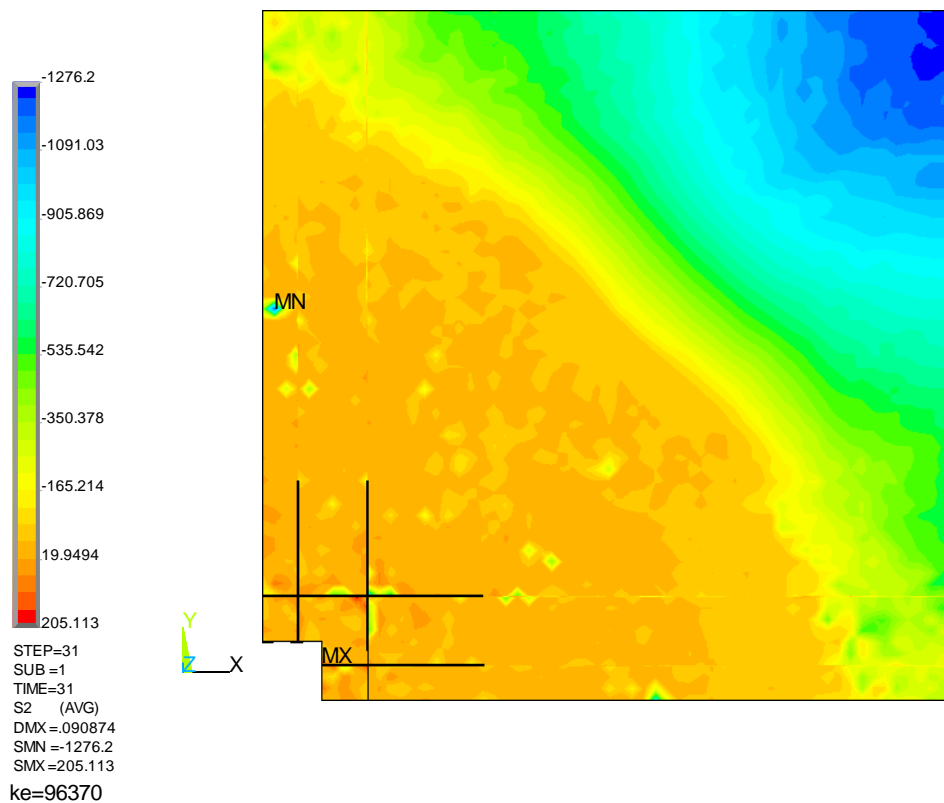 -1276.2
-1091.03
-905.869
-720.705
-535.542
-350.378
-165.214
19.9494
205.113
MN
MX
Y
Z X
STEP=31
SUB =1
TIME=31
S2 (AVG)
DMX =.090874
SMN =-1276.2
SMX =205.113
ke=96370